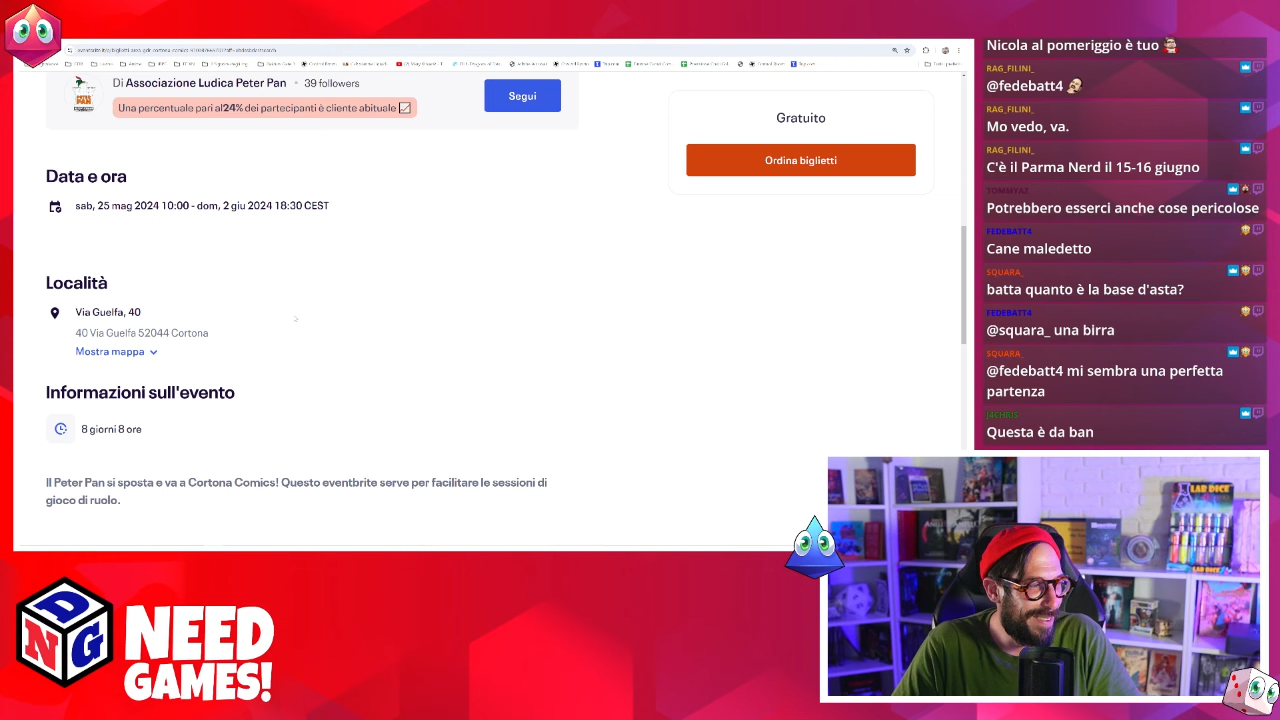 Di Associazione Ludica Peter Pan • 39 followers
Una percentuale pari al 24% dei partecipanti è cliente abituale
Segui
Gratuito
Ordina biglietti
Data e ora
sab, 25 mag 2024 10:00 - dom, 2 giu 2024 18:30 CEST
Località
Via Guelfa, 40
40 Via Guelfa 52044 Cortona
Mostra mappa
Informazioni sull'evento
8 giorni 8 ore
Il Peter Pan si sposta e va a Cortona Comics! Questo eventbrite serve per facilitare le sessioni di
gioco di ruolo.
Nicola al pomeriggio e tuo
RAG_FILINI_
@fedebatt4
RAG_FILINI_
Mo vedo, va.
RAG_FILINI_
C'è il Parma Nerd il 15-16 giugno
Potrebbero esserci anche cose pericolose
FEDEBATT4
Cane maledetto
SQUARA_
batta quanto è la base d'asta?
FEDEBATT4
@squara_ una birra
SQUARA_
@fedebatt4 mi sembra una perfetta
partenza
Questa è da ban
LAB DICE
D
N G
NEED
GAMES!